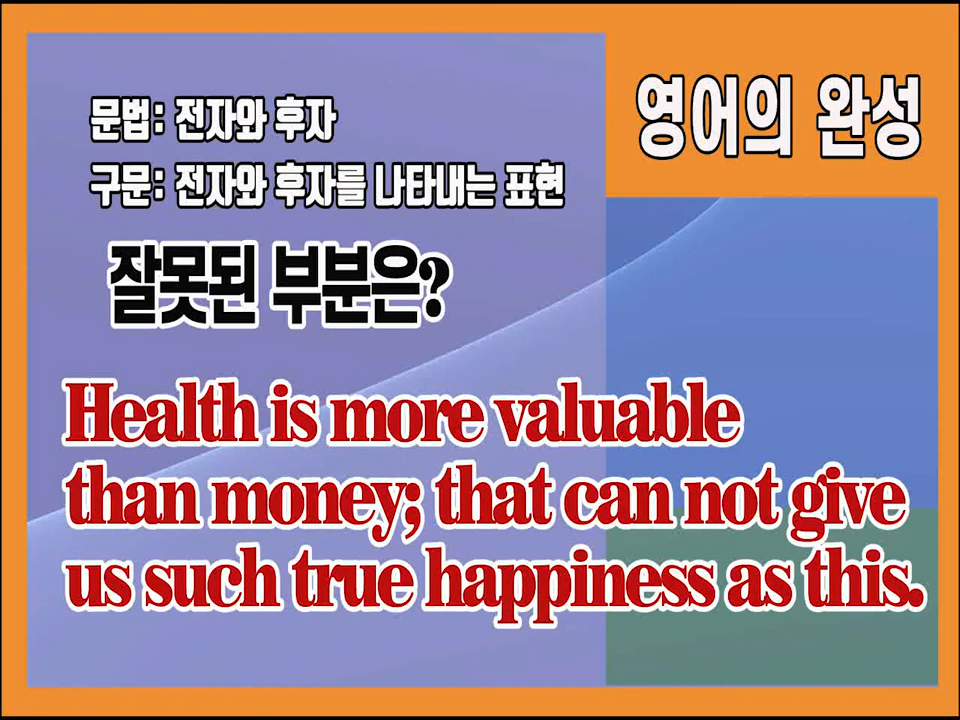 영어의 완성
문법: 전자와 후자
구문: 전자와 후자를 나타내는 표현
잘못된 부분은?
Health is more valuable
than money; that can not give
us such true happiness as this.